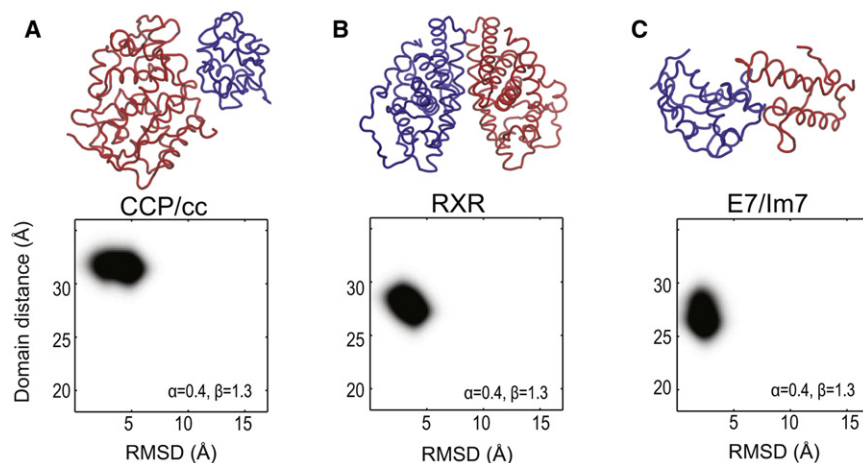 A
B
C
CCP/cc
RXR
E7/Im7
Domain distance (Å)
30
25
20
α=0.4, β=1.3
5
10
15
RMSD (Å)
30
25
20
α=0.4, β=1.3
5
10
15
RMSD (Å)
30
25
20
α=0.4, β=1.3
5
10
15
RMSD (Å)